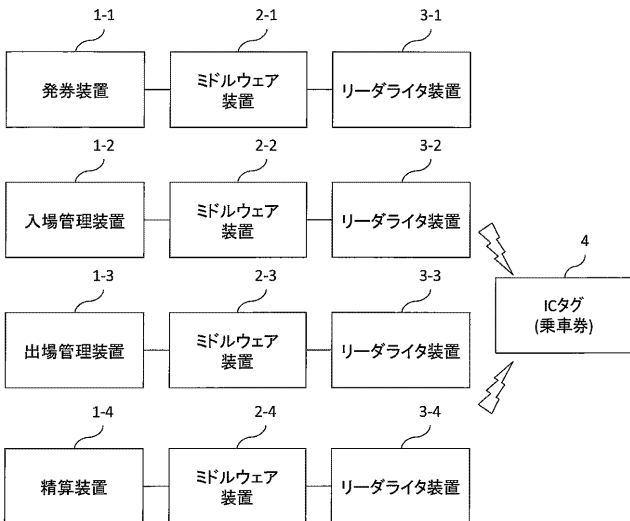 1-1
2-1
3-1
発券装置
ミドルウェア
装置
リーダライタ装置
1-2
2-2
3-2
入場管理装置
ミドルウェア
装置
リーダライタ装置
4
ICタグ
(乗車券)
1-3
2-3
3-3
出場管理装置
ミドルウェア
装置
リーダライタ装置
1-4
2-4
3-4
精算装置
ミドルウェア
装置
リーダライタ装置